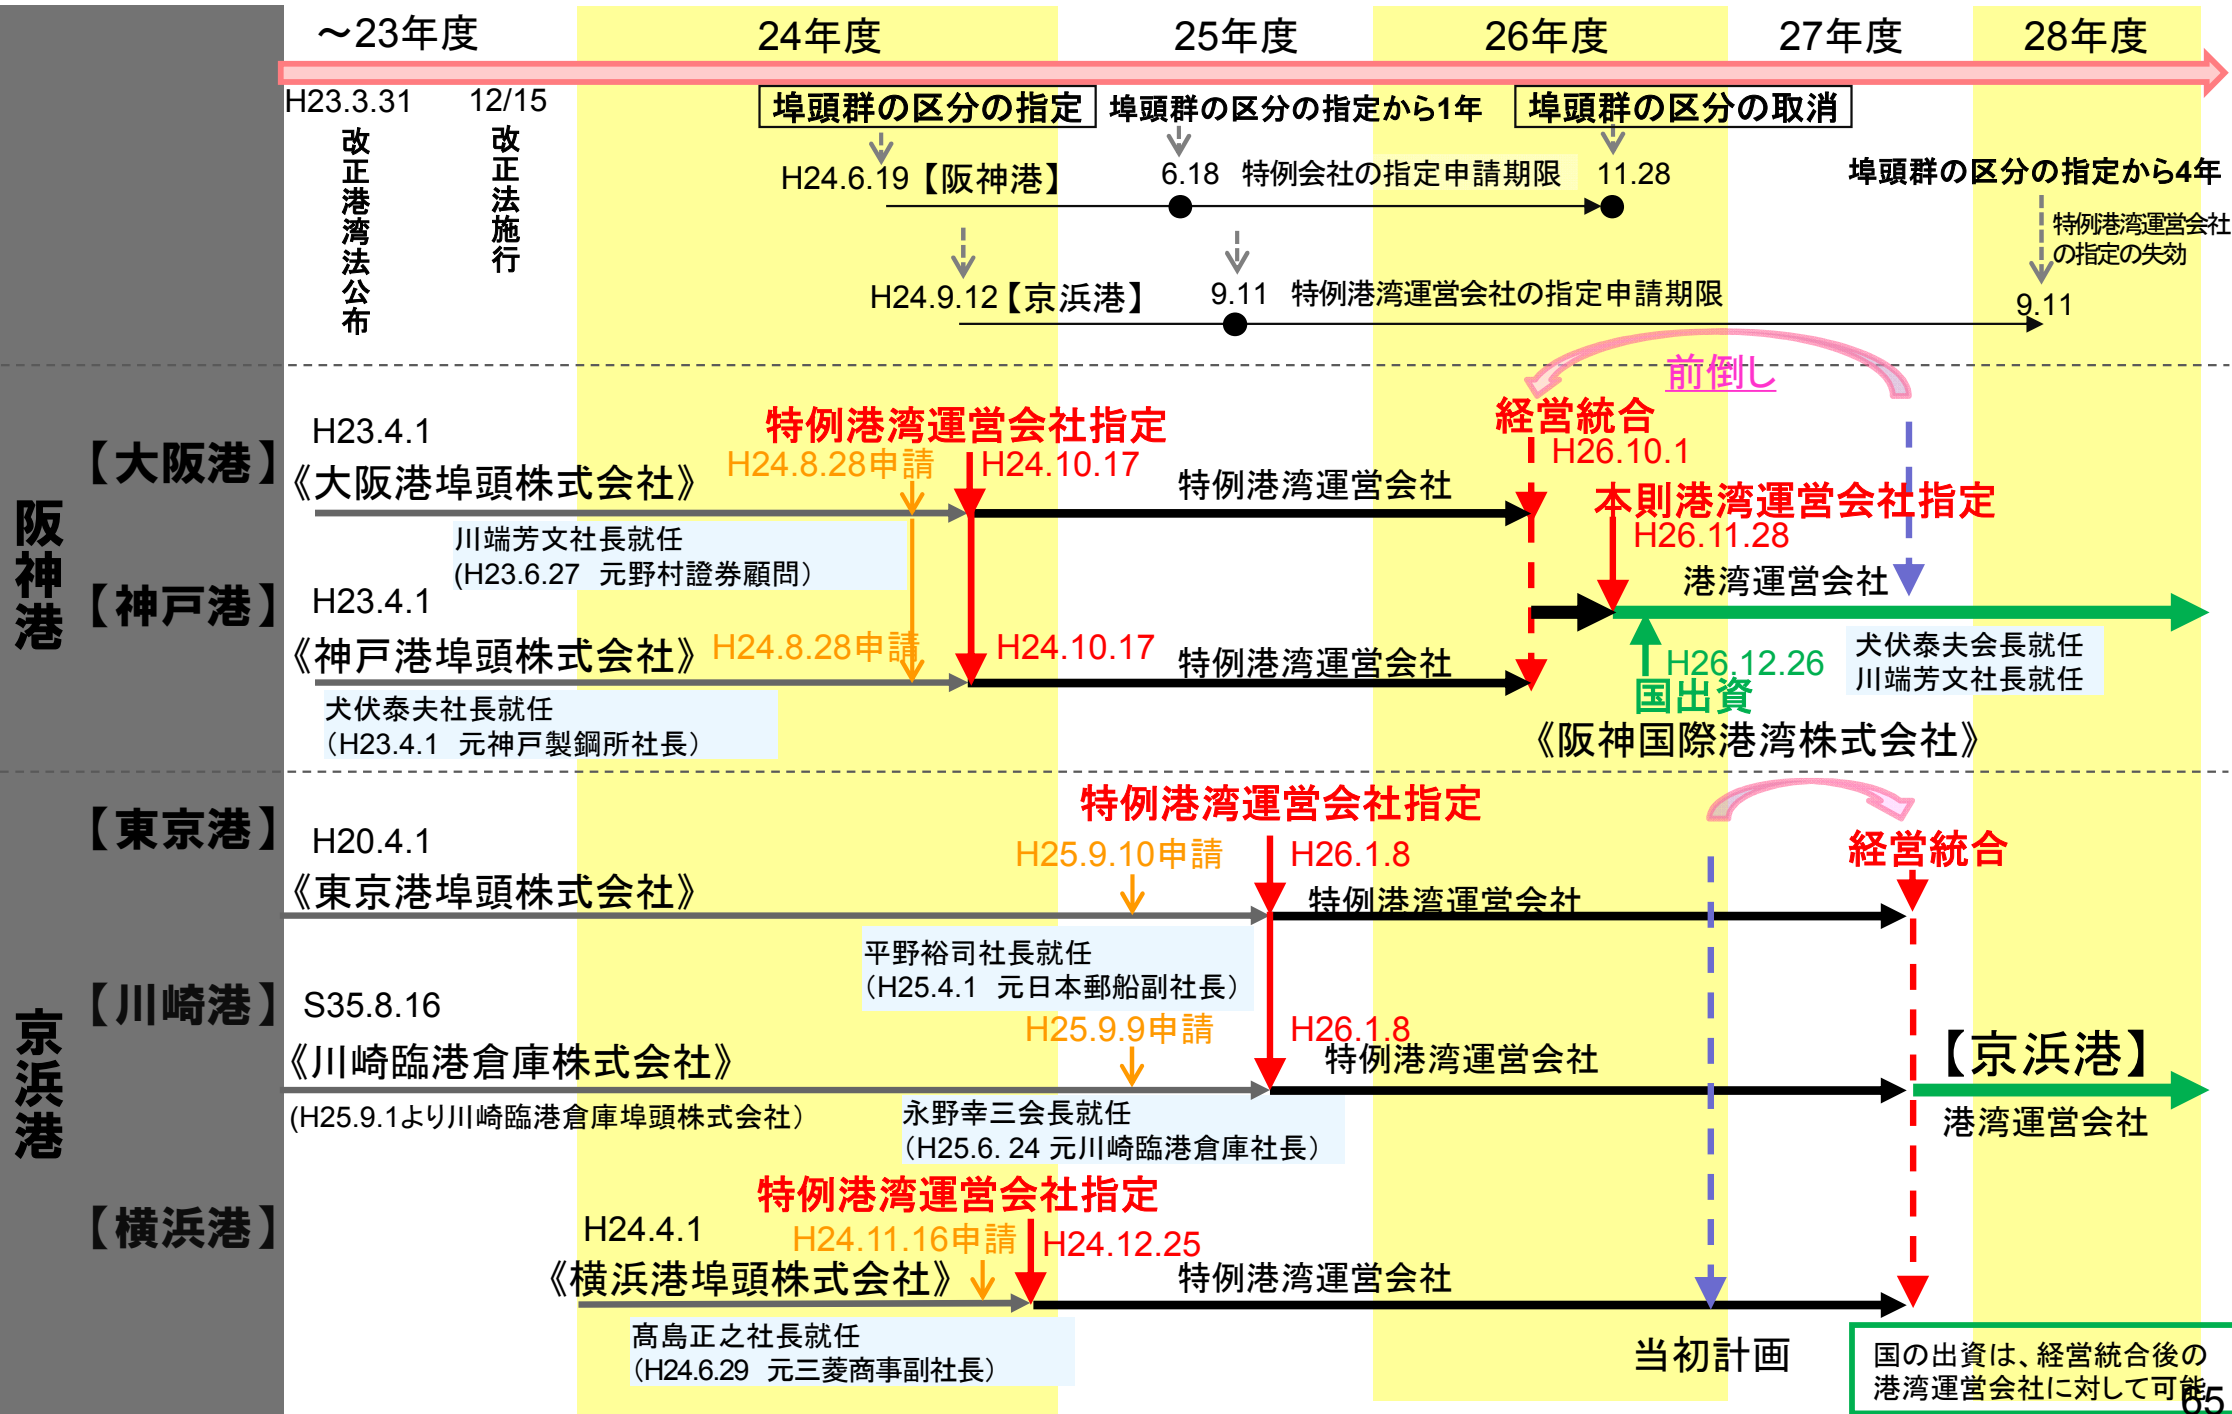 ～23年度
24年度
25年度
26年度
27年度
28年度
H23.3.31
改正港湾法公布
12/15
改正法施行
埠頭群の区分の指定
埠頭群の区分の指定から1年
埠頭群の区分の取消
H24.6.19【阪神港】
6.18 特例会社の指定申請期限
11.28
埠頭群の区分の指定から4年
特例港湾運営会社
の指定の失効
H24.9.12【京浜港】
9.11 特例港湾運営会社の指定申請期限
9.11
阪神港
【大阪港】
H23.4.1
《大阪港埠頭株式会社》
特例港湾運営会社指定
H24.8.28申請
H24.10.17
特例港湾運営会社
前倒し
経営統合
H26.10.1
本則港湾運営会社指定
H26.11.28
川端芳文社長就任
(H23.6.27 元野村證券顧問）
港湾運営会社
【神戸港】
H23.4.1
《神戸港埠頭株式会社》
H24.8.28申請
H24.10.17
特例港湾運営会社
H26.12.26
国出資
犬伏泰夫会長就任
川端芳文社長就任
犬伏泰夫社長就任
（H23.4.1 元神戸製鋼所社長）
《阪神国際港湾株式会社》
京浜港
【東京港】
H20.4.1
《東京港埠頭株式会社》
特例港湾運営会社指定
H25.9.10申請
H26.1.8
特例港湾運営会社
経営統合
平野裕司社長就任
（H25.4.1 元日本郵船副社長）
【川崎港】
S35.8.16
《川崎臨港倉庫株式会社》
H25.9.9申請
H26.1.8
特例港湾運営会社
【京浜港】
港湾運営会社
(H25.9.1より川崎臨港倉庫埠頭株式会社）
永野幸三会長就任
（H25.6. 24 元川崎臨港倉庫社長）
【横浜港】
特例港湾運営会社指定
H24.4.1
H24.11.16申請
H24.12.25
《横浜港埠頭株式会社》
特例港湾運営会社
髙島正之社長就任
（H24.6.29 元三菱商事副社長）
当初計画
国の出資は、経営統合後の
港湾運営会社に対して可能
65